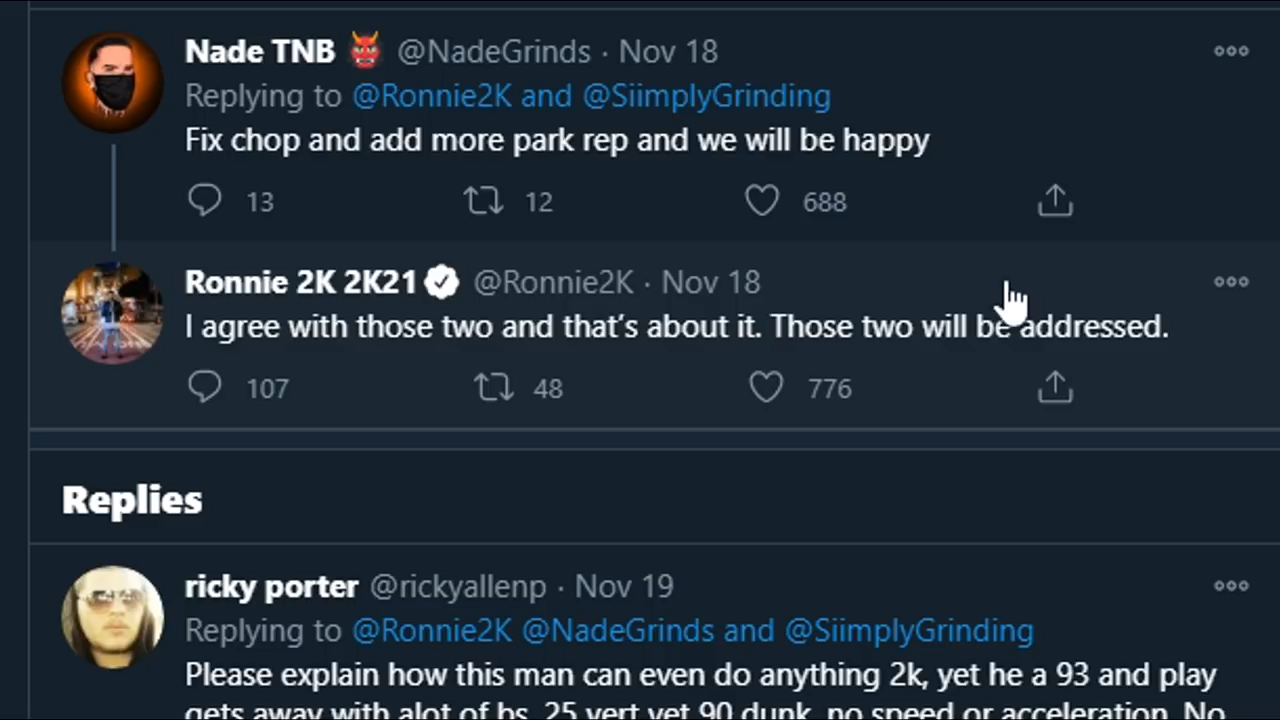 Nade TNB 👹 @NadeGrinds · Nov 18
Replying to @Ronnie2K and @SiimplyGrinding
Fix chop and add more park rep and we will be happy
13 12 688
Ronnie 2K 2K21 @Ronnie2K · Nov 18
I agree with those two and that's about it. Those two will be addressed.
107 48 776
Replies
ricky porter @rickyallenp · Nov 19
Replying to @Ronnie2K @NadeGrinds and @SiimplyGrinding
Please explain how this man can even do anything 2k, yet he a 93 and play
gets away with alot of bs. 25 vert yet 90 dunk, no speed or acceleration. No